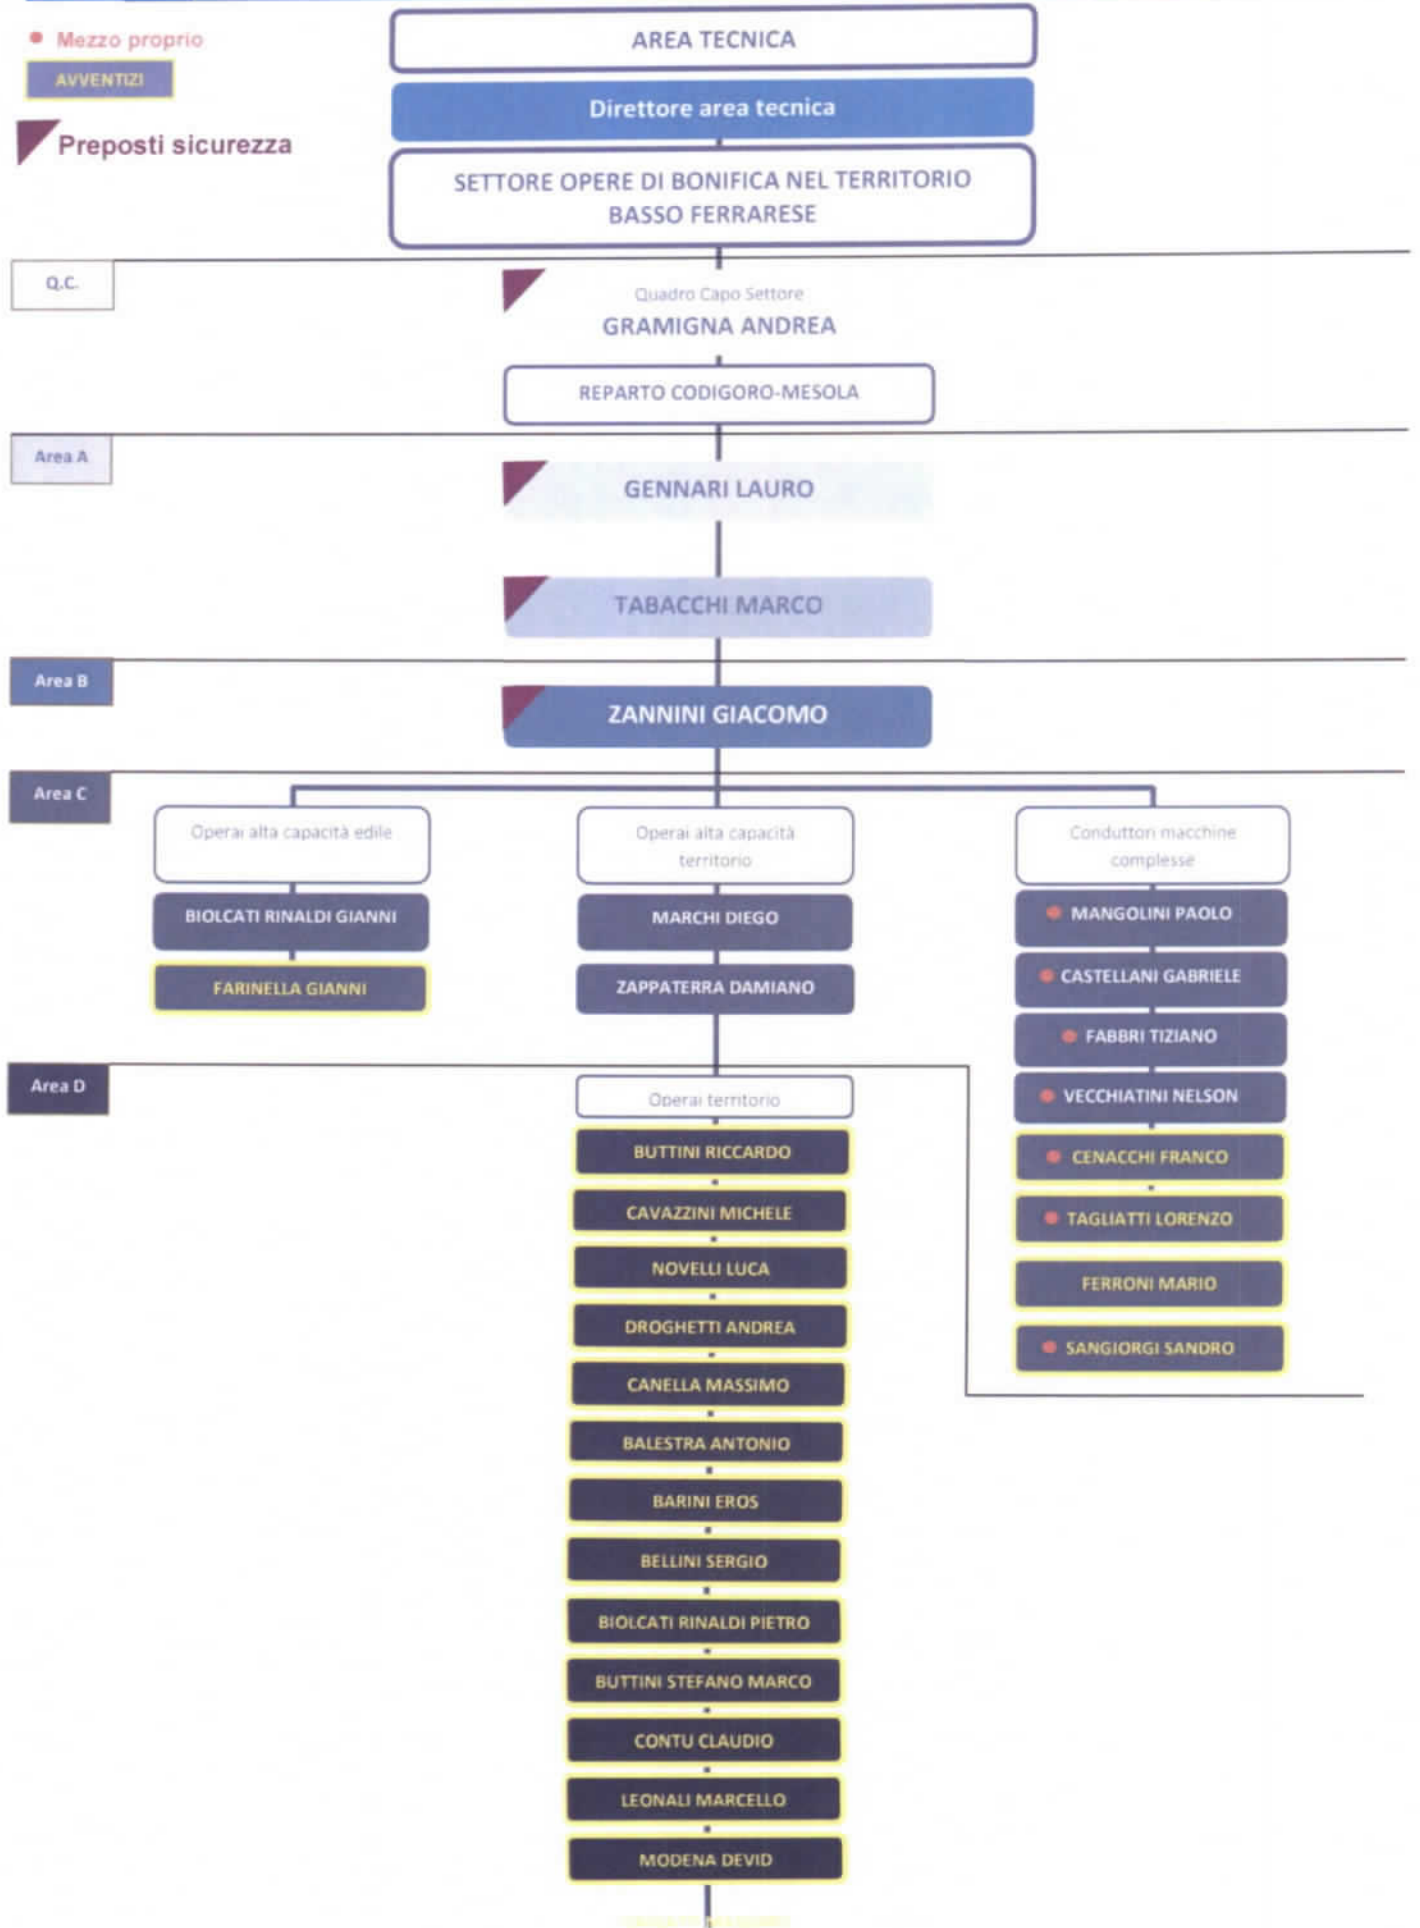 Mezzo proprio
AVVENTIZI
Preposti sicurezza
AREA TECNICA
Direttore area tecnica
SETTORE OPERE DI BONIFICA NEL TERRITORIO
BASSO FERRARESE
Q.C.
Quadro Capo Settore
GRAMIGNA ANDREA
REPARTO CODIGORO-MESOLA
Area A
GENNARI LAURO
TABACCHI MARCO
Area B
ZANNINI GIACOMO
Area C
Operai alta capacità edile
BIOLCATI RINALDI GIANNI
FARINELLA GIANNI
Operai alta capacità
territorio
MARCHI DIEGO
ZAPPATERRA DAMIANO
Conduttori macchine
complesse
MANGOLINI PAOLO
CASTELLANI GABRIELE
FABBRI TIZIANO
VECCHIATINI NELSON
CENACCHI FRANCO
TAGLIATTI LORENZO
FERRONI MARIO
SANGIORGI SANDRO
Area D
Operai territorio
BUTTINI RICCARDO
CAVAZZINI MICHELE
NOVELLI LUCA
DROGHETTI ANDREA
CANELLA MASSIMO
BALESTRA ANTONIO
BARINI EROS
BELLINI SERGIO
BIOLCATI RINALDI PIETRO
BUTTINI STEFANO MARCO
CONTU CLAUDIO
LEONALI MARCELLO
MODENA DEVID